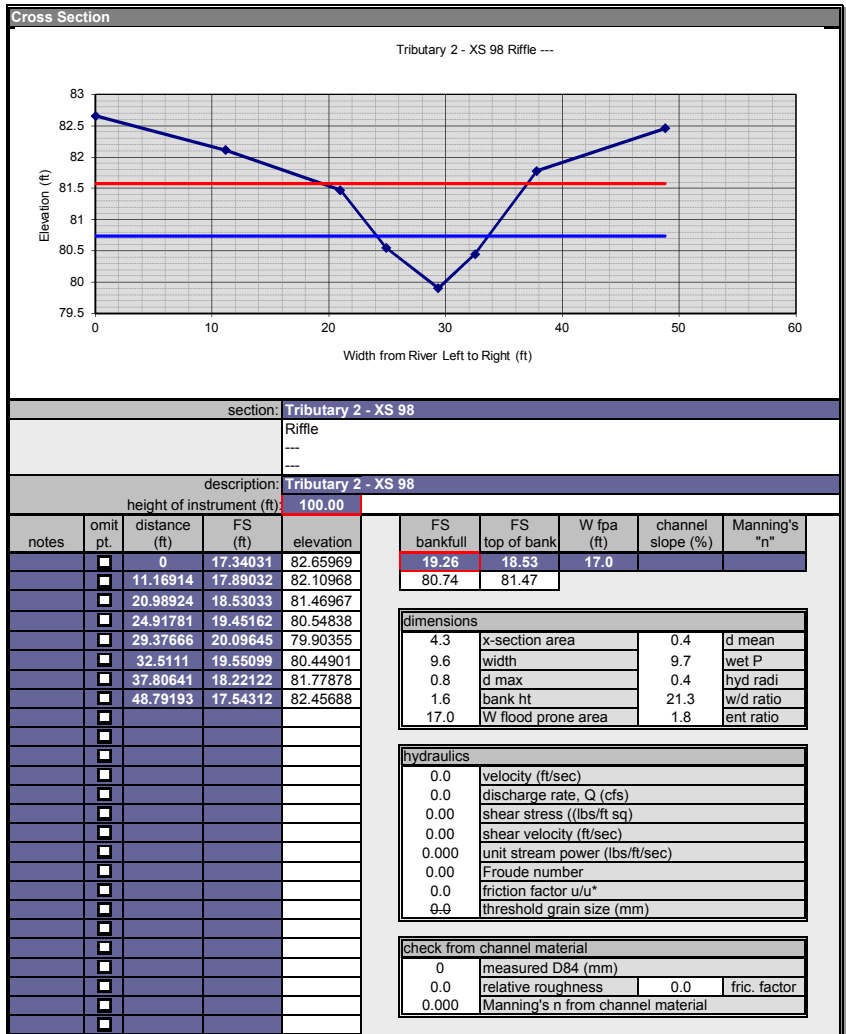 Cross Section
Tributary 2 - XS 98 Riffle ---
83
82.5
82
81.5
81
80.5
80
79.5
Elevation (ft)
0 10 20 30 40 50 60
Width from River Left to Right (ft)
section: Tributary 2 - XS 98
Riffle
---
---
description: Tributary 2 - XS 98
height of instrument (ft): 100.00
notes omit pt. distance (ft) FS (ft) elevation
0 17.34031 82.65969
11.16914 17.89032 82.10968
20.98924 18.53033 81.46967
24.91781 19.45162 80.54838
29.37666 20.09645 79.90355
32.5111 19.55099 80.44901
37.80641 18.22122 81.77878
48.79193 17.54312 82.45688
FS bankfull FS top of bank W fpa (ft) channel slope (%) Manning's "n"
19.26 18.53 17.0
80.74 81.47
dimensions
4.3 x-section area 0.4 d mean
9.6 width 9.7 wet P
0.8 d max 0.4 hyd radi
1.6 bank ht 21.3 w/d ratio
17.0 W flood prone area 1.8 ent ratio
hydraulics
0.0 velocity (ft/sec)
0.0 discharge rate, Q (cfs)
0.00 shear stress ((lbs/ft sq)
0.00 shear velocity (ft/sec)
0.000 unit stream power (lbs/ft/sec)
0.00 Froude number
0.0 friction factor u/u*
0.0 threshold grain size (mm)
check from channel material
0 measured D84 (mm)
0.0 relative roughness 0.0 fric. factor
0.000 Manning's n from channel material